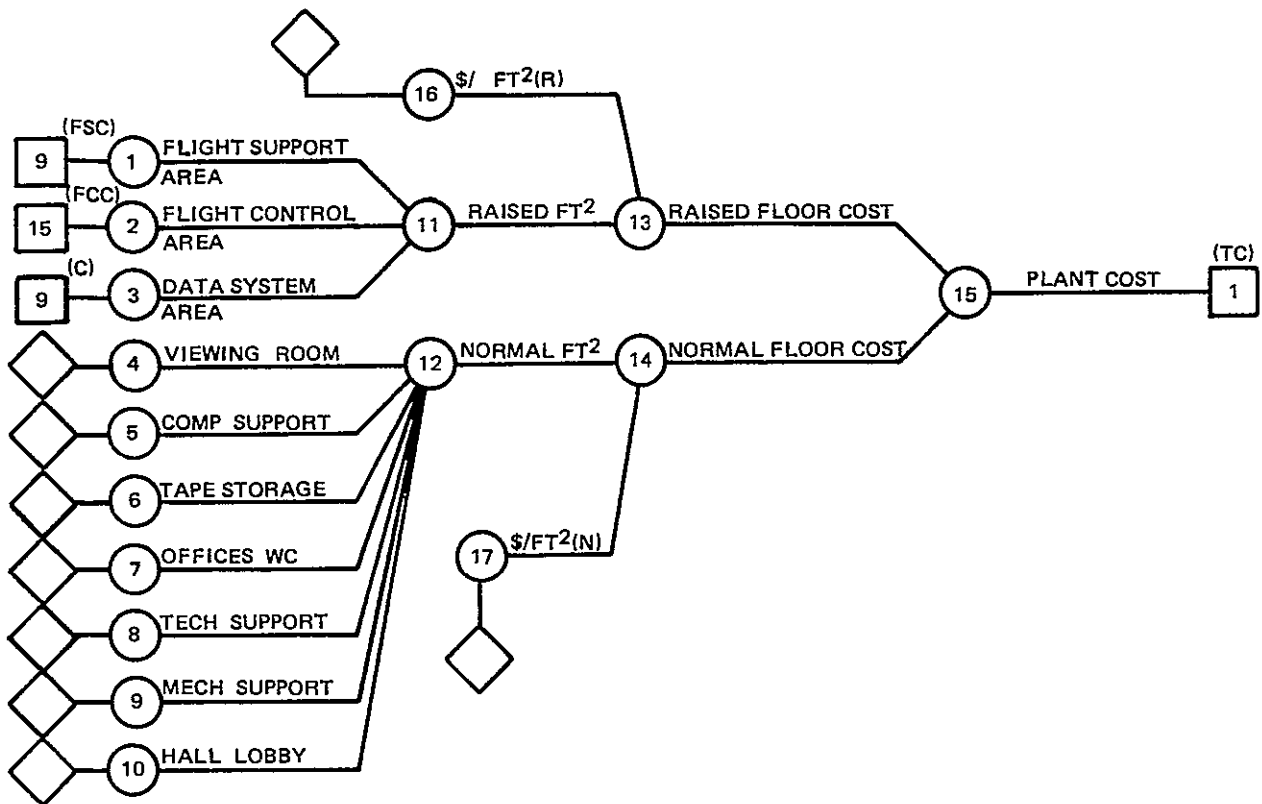 16 $/ FT²(R)
(FSC)
9 1 FLIGHT SUPPORT
AREA
(FCC)
15 2 FLIGHT CONTROL 11 RAISED FT² 13 RAISED FLOOR COST
AREA
(C)
9 3 DATA SYSTEM
AREA
(TC)
15 PLANT COST 1
4 VIEWING ROOM 12 NORMAL FT² 14 NORMAL FLOOR COST
5 COMP SUPPORT
6 TAPE STORAGE
7 OFFICES WC
17 $/FT²(N)
8 TECH SUPPORT
9 MECH SUPPORT
10 HALL LOBBY